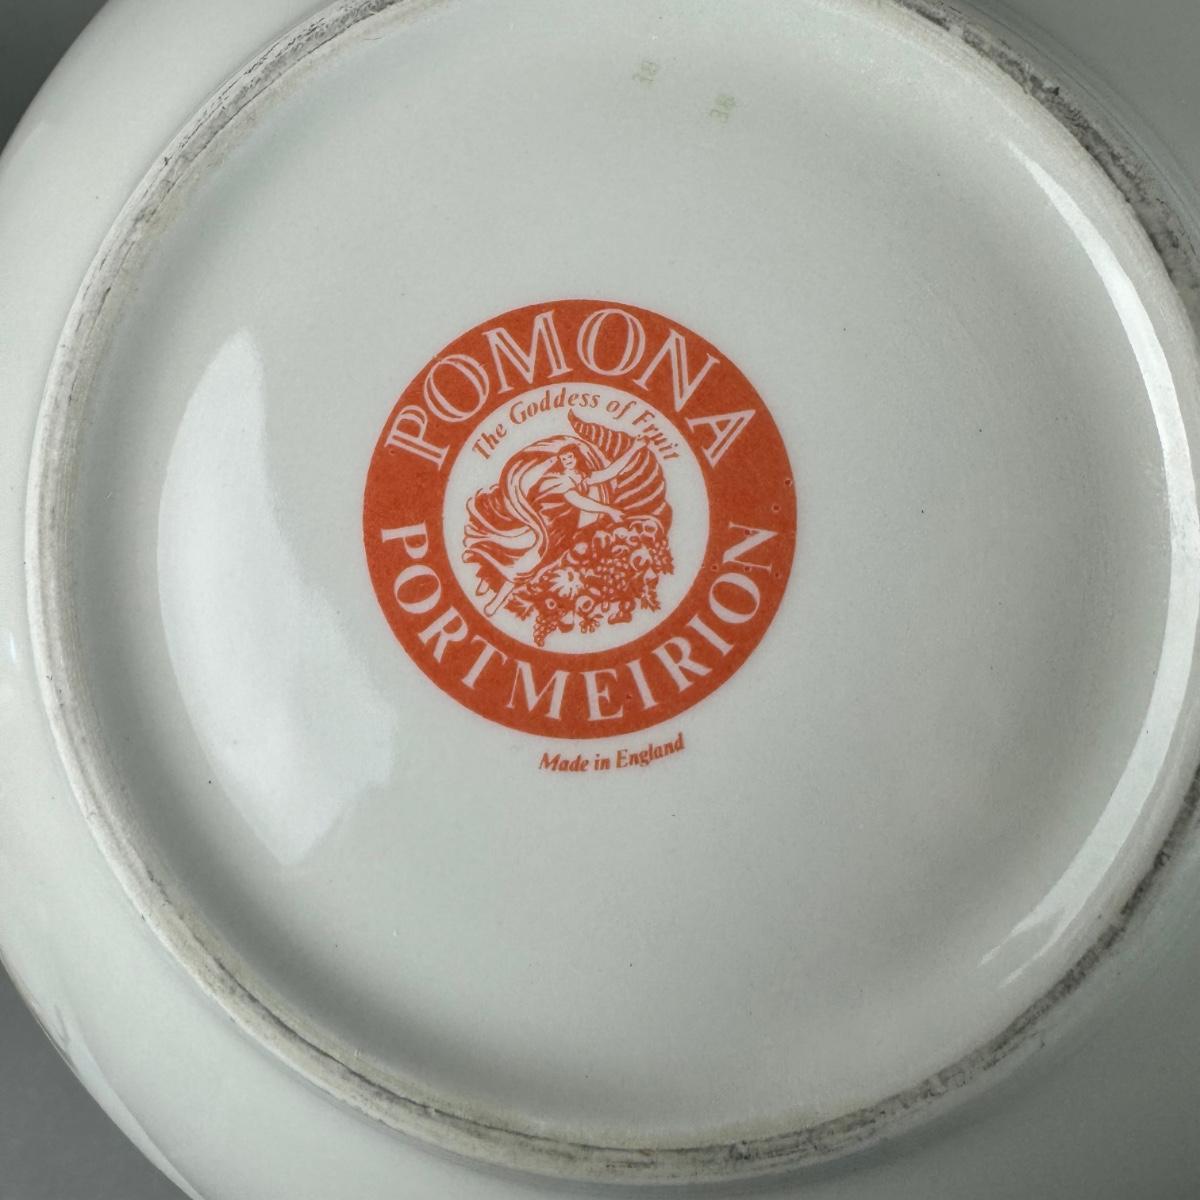 POMONA
The Goddess of Fruit
PORTMEIRION
Made in England